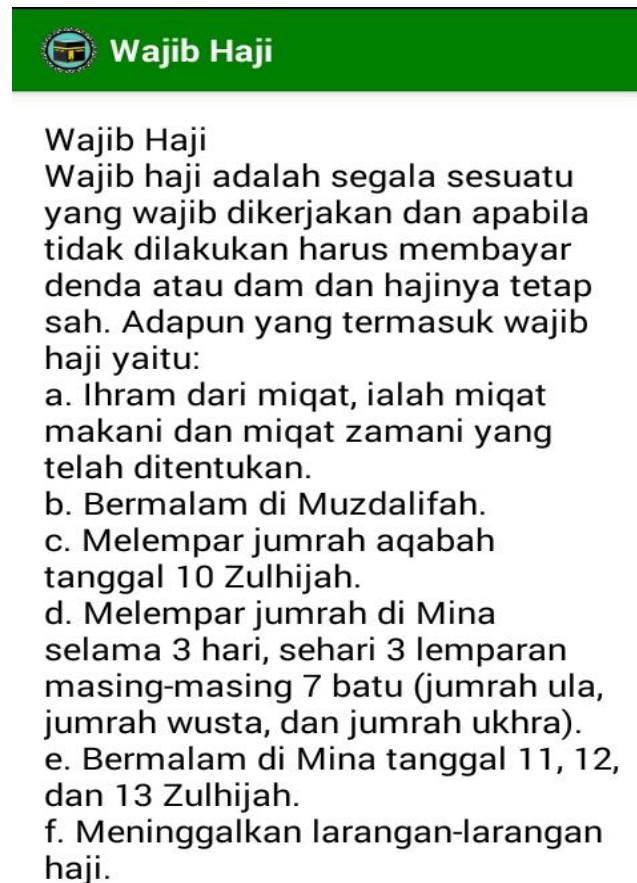 Wajib Haji
Wajib Haji
Wajib haji adalah segala sesuatu
yang wajib dikerjakan dan apabila
tidak dilakukan harus membayar
denda atau dam dan hajinya tetap
sah. Adapun yang termasuk wajib
haji yaitu:
a. Ihram dari miqat, ialah miqat
makani dan miqat zamani yang
telah ditentukan.
b. Bermalam di Muzdalifah.
c. Melempar jumrah aqabah
tanggal 10 Zulhijah.
d. Melempar jumrah di Mina
selama 3 hari, sehari 3 lemparan
masing-masing 7 batu (jumrah ula,
jumrah wusta, dan jumrah ukhra).
e. Bermalam di Mina tanggal 11, 12,
dan 13 Zulhijah.
f. Meninggalkan larangan-larangan
haji.